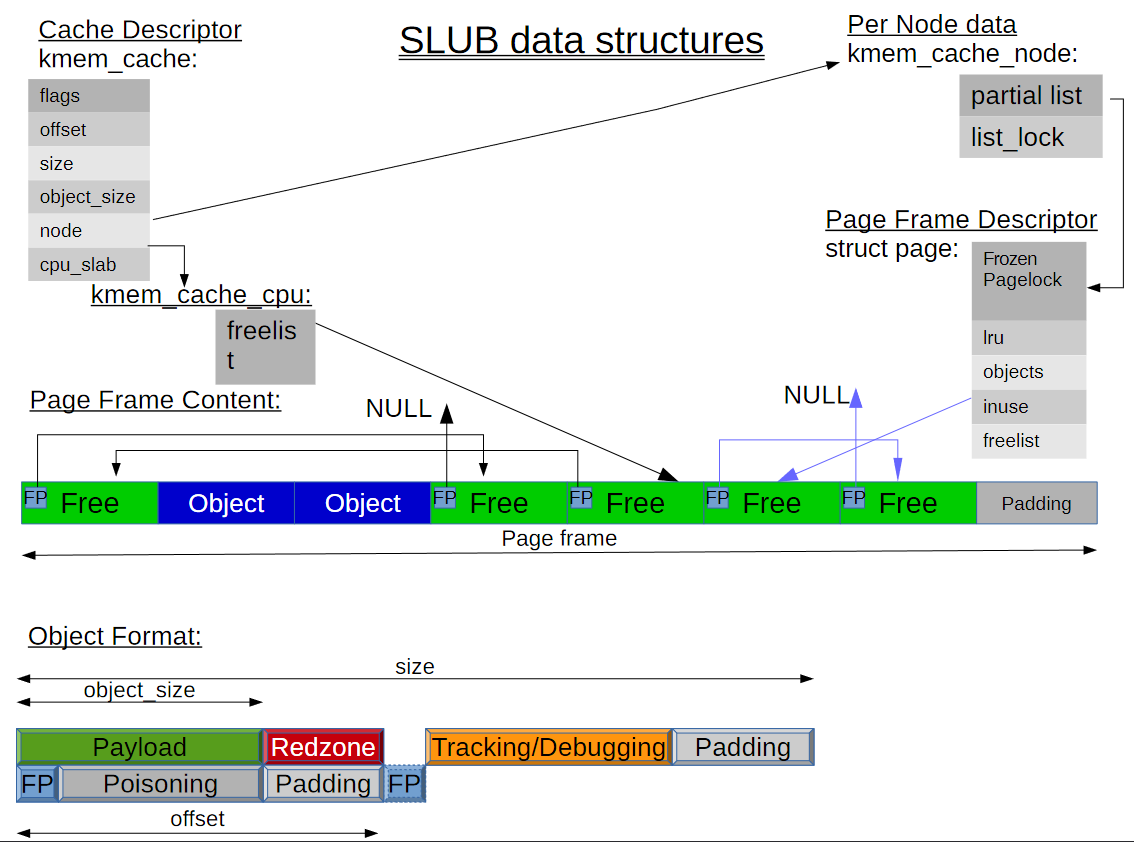 SLUB data structures
Cache Descriptor
kmem_cache:
flags
offset
size
object_size
node
cpu_slab
kmem_cache_cpu:
freelis
t
Per Node data
kmem_cache_node:
partial list
list_lock
Page Frame Descriptor
struct page:
Frozen
Pagelock
lru
objects
inuse
freelist
Page Frame Content:
NULL
NULL
FP Free Object Object FP Free FP Free FP Free FP Free Padding
Page frame
Object Format:
size
object_size
Payload Redzone Tracking/Debugging Padding
FP Poisoning Padding FP
offset